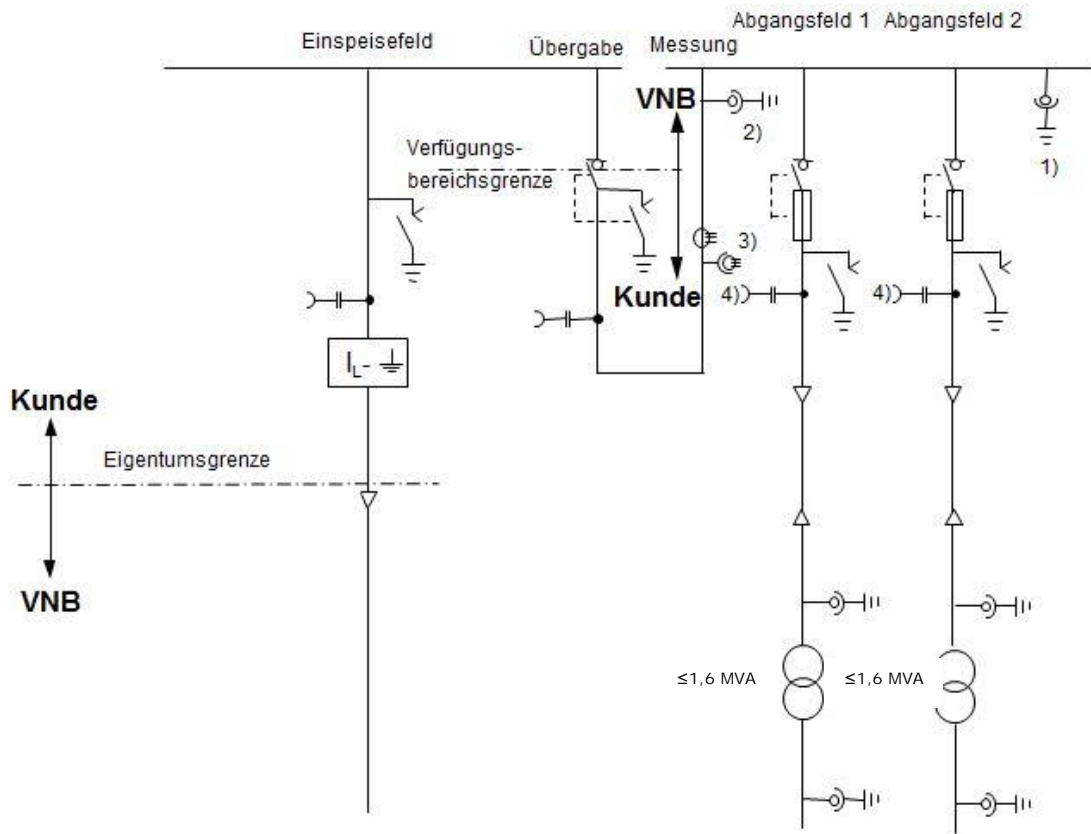 Einspeisefeld
Übergabe
Messung
Abgangsfeld 1
Abgangsfeld 2
VNB
2)
1)
Verfügungs-
bereichsgrenze
3)
Kunde
4)
4)
I_L-
Kunde
Eigentumsgrenze
VNB
≤1,6 MVA
≤1,6 MVA